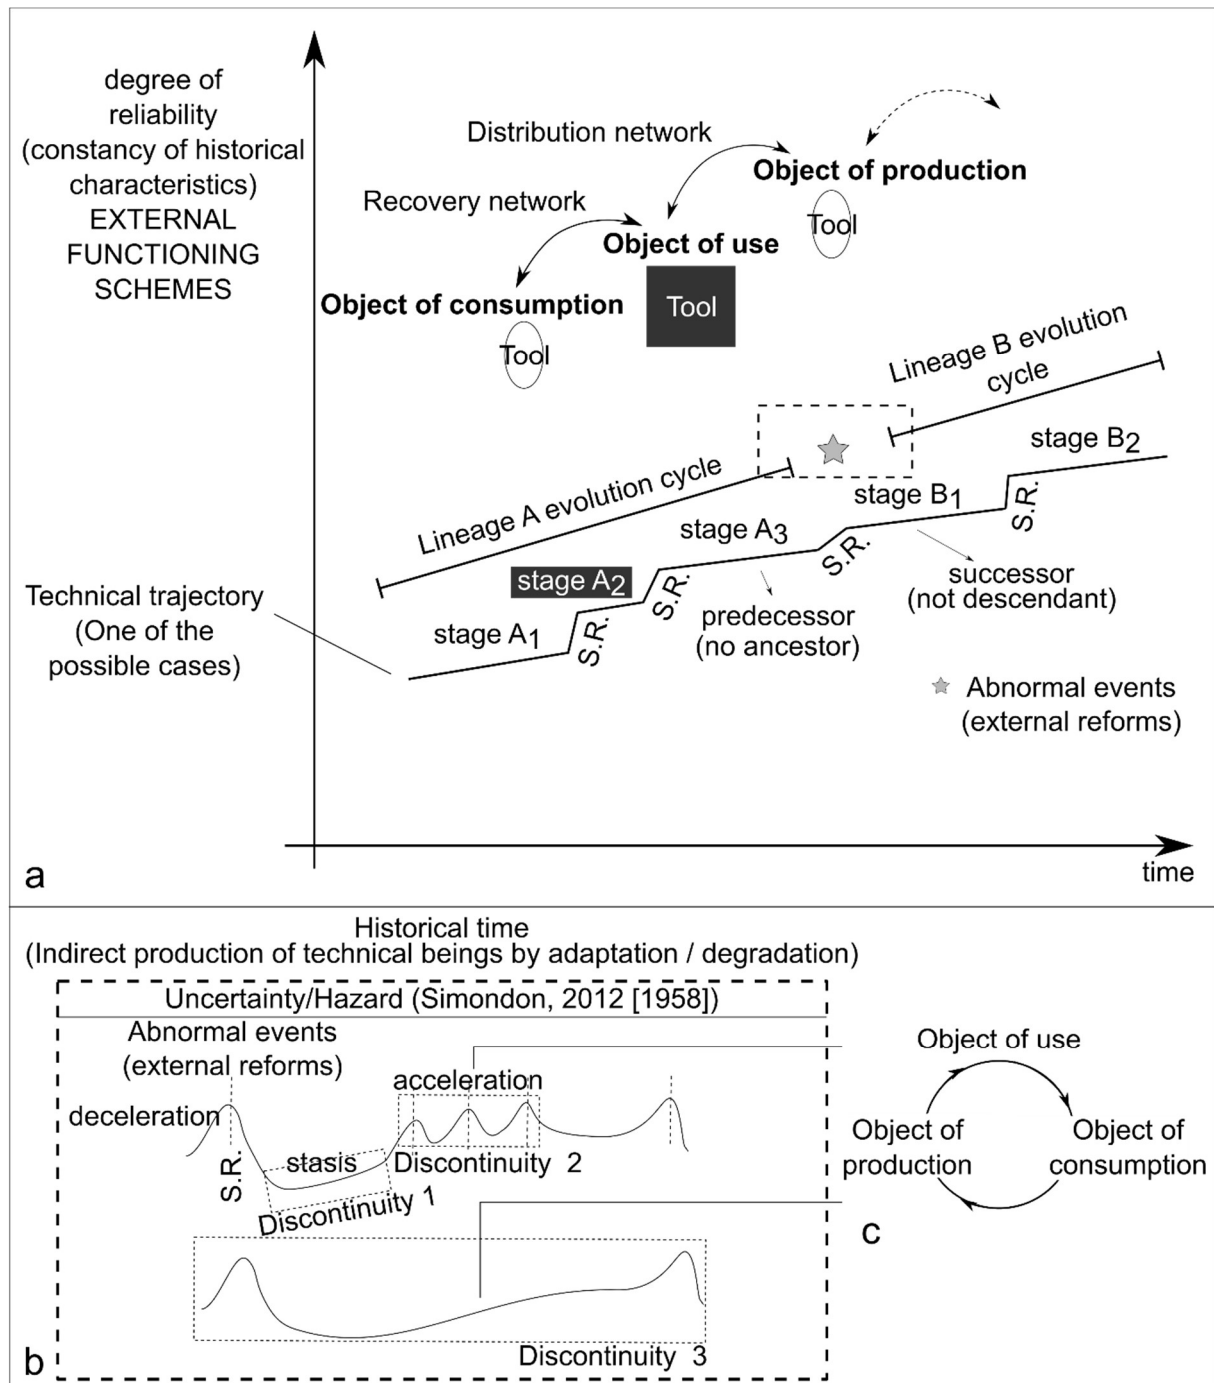 degree of
reliability
(constancy of historical
characteristics)
EXTERNAL
FUNCTIONING
SCHEMES
Distribution network
Object of production
Tool
Recovery network
Object of use
Tool
Object of consumption
Tool
Lineage B evolution
cycle
stage B2
Lineage A evolution cycle
stage B1
S.R.
stage A3
S.R.
successor
(not descendant)
stage A2
S.R.
predecessor
(no ancestor)
Technical trajectory
(One of the
possible cases)
stage A1
S.R.
Abnormal events
(external reforms)
time
a
Historical time
(Indirect production of technical beings by adaptation / degradation)
Uncertainty/Hazard (Simondon, 2012 [1958])
Abnormal events
(external reforms)
acceleration
deceleration
S.R.
stasis
Discontinuity 2
Discontinuity 1
Discontinuity 3
b
Object of use
Object of
production
Object of
consumption
c